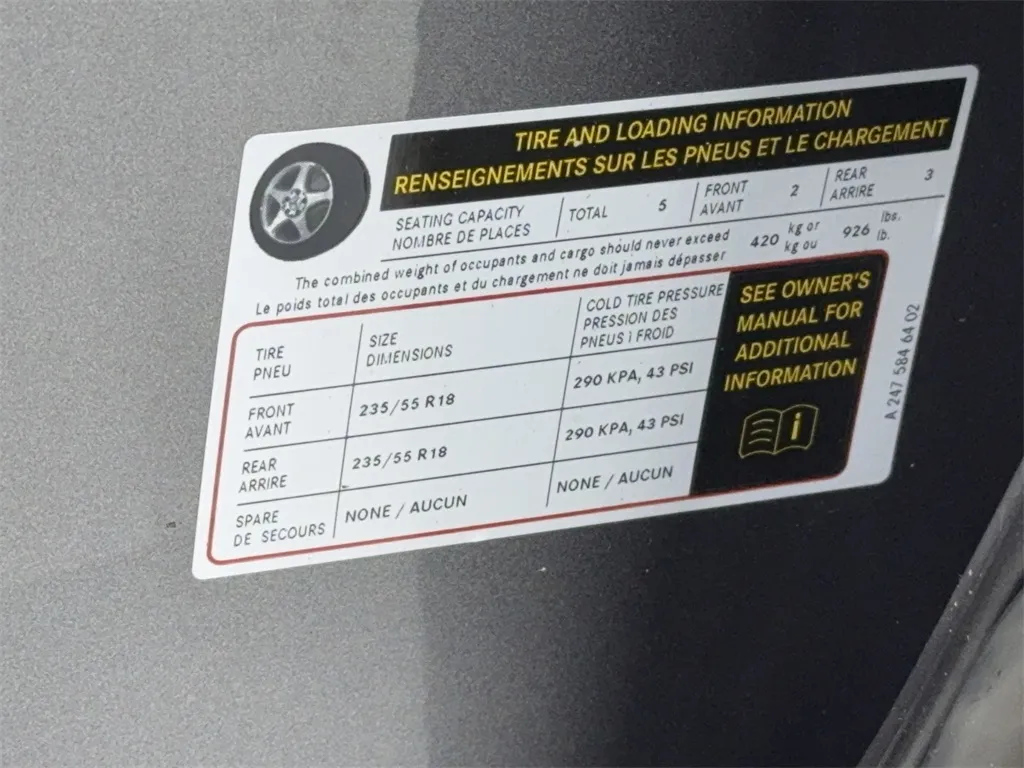 TIRE AND LOADING INFORMATION
RENSEIGNEMENTS SUR LES PNEUS ET LE CHARGEMENT
SEATING CAPACITY
NOMBRE DE PLACES
TOTAL 5
FRONT
AVANT
2
REAR
ARRIRE
3
The combined weight of occupants and cargo should never exceed
Le poids total des occupants et du chargement ne doit jamais dépasser
420 kg or
kg ou
926 lbs.
lb.
TIRE
PNEU
SIZE
DIMENSIONS
COLD TIRE PRESSURE
PRESSION DES
PNEUS Ì FROID
FRONT
AVANT
235/55 R18
290 KPA, 43 PSI
REAR
ARRIRE
235/55 R18
290 KPA, 43 PSI
SPARE
DE SECOURS
NONE / AUCUN
NONE / AUCUN
SEE OWNER'S
MANUAL FOR
ADDITIONAL
INFORMATION
i
A 247 584 64 02